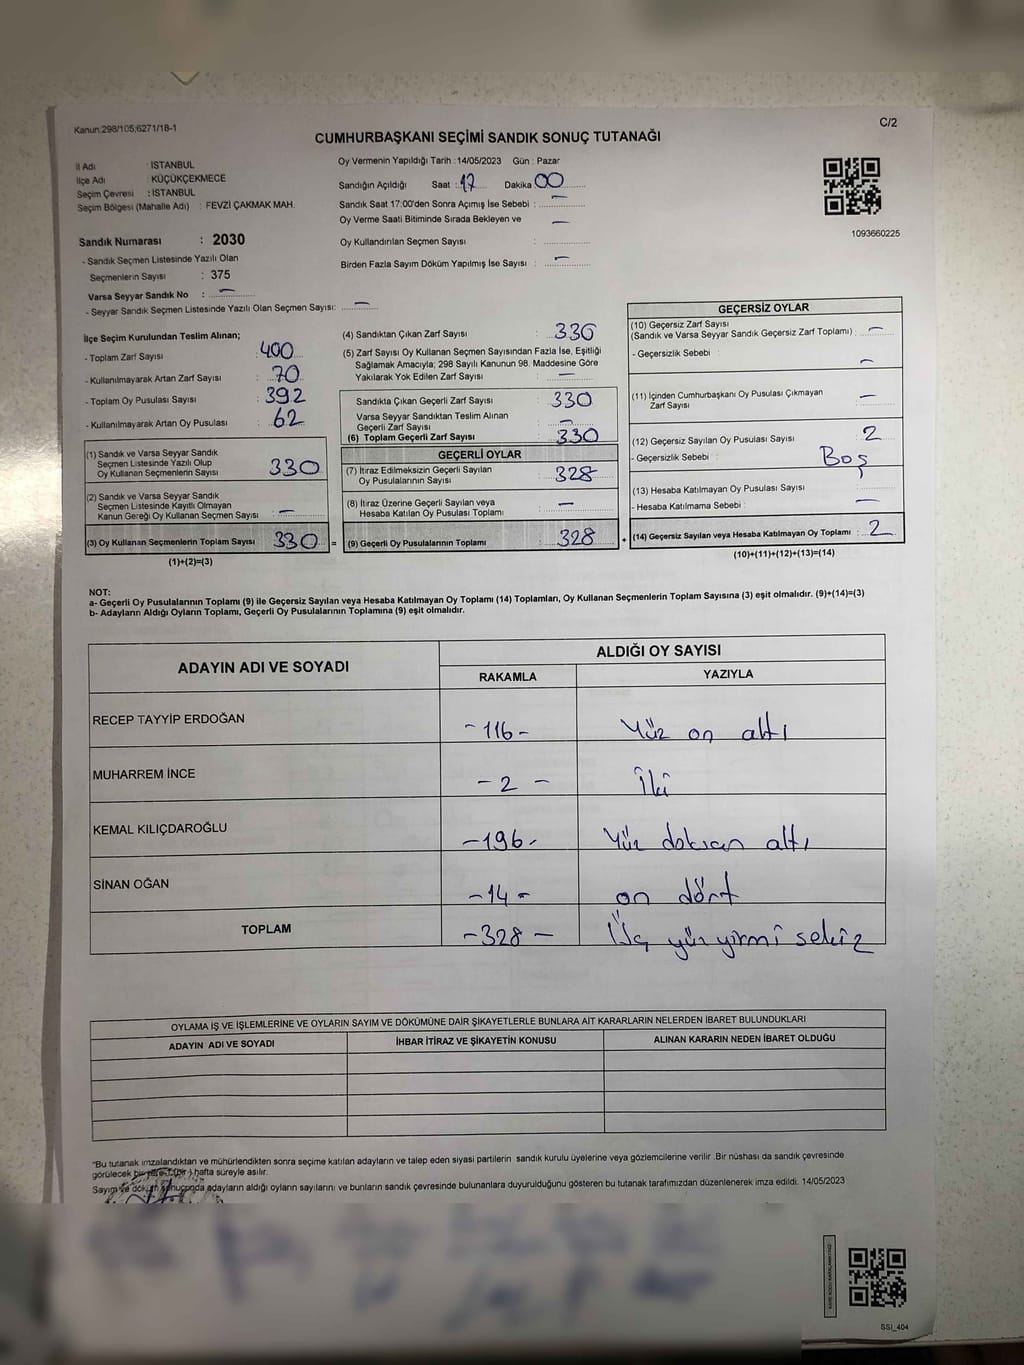 Kanun:298/105;6271/18-1
C/2
CUMHURBAŞKANI SEÇİMİ SANDIK SONUÇ TUTANAĞI
İl Adı : İSTANBUL
İlçe Adı : KÜÇÜKÇEKMECE
Seçim Çevresi : İSTANBUL
Seçim Bölgesi (Mahalle Adı) : FEVZİ ÇAKMAK MAH.
Sandık Numarası : 2030
- Sandık Seçmen Listesinde Yazılı Olan
Seçmenlerin Sayısı : 375
Varsa Seyyar Sandık No : —
- Seyyar Sandık Seçmen Listesinde Yazılı Olan Seçmen Sayısı: —
Oy Vermenin Yapıldığı Tarih :14/05/2023 Gün : Pazar
Sandığın Açıldığı Saat : 17 Dakika 00
Sandık Saat 17:00'den Sonra Açımış İse Sebebi : —
Oy Verme Saati Bitiminde Sırada Bekleyen ve —
Oy Kullandırılan Seçmen Sayısı :
Birden Fazla Sayım Döküm Yapılmış İse Sayısı : —
1093660225
İlçe Seçim Kurulundan Teslim Alınan;
- Toplam Zarf Sayısı : 400
- Kullanılmayarak Artan Zarf Sayısı : 70
- Toplam Oy Pusulası Sayısı : 392
- Kullanılmayarak Artan Oy Pusulası : 62
(1) Sandık ve Varsa Seyyar Sandık
Seçmen Listesinde Yazılı Olup
Oy Kullanan Seçmenlerin Sayısı : 330
(2) Sandık ve Varsa Seyyar Sandık
Seçmen Listesinde Kayıtlı Olmayan
Kanun Gereği Oy Kullanan Seçmen Sayısı : —
(3) Oy Kullanan Seçmenlerin Toplam Sayısı : 330 =
(1)+(2)=(3)
(4) Sandıktan Çıkan Zarf Sayısı : 330
(5) Zarf Sayısı Oy Kullanan Seçmen Sayısından Fazla İse, Eşitliği
Sağlamak Amacıyla; 298 Sayılı Kanunun 98. Maddesine Göre
Yakılarak Yok Edilen Zarf Sayısı : —
Sandıkla Çıkan Geçerli Zarf Sayısı : 330
Varsa Seyyar Sandıktan Teslim Alınan
Geçerli Zarf Sayısı : —
(6) Toplam Geçerli Zarf Sayısı : 330
GEÇERLİ OYLAR
(7) İtiraz Edilmeksizin Geçerli Sayılan
Oy Pusulalarının Sayısı : 328
(8) İtiraz Üzerine Geçerli Sayılan veya
Hesaba Katılan Oy Pusulası Toplamı : —
(9) Geçerli Oy Pusulalarının Toplamı : 328 +
GEÇERSİZ OYLAR
(10) Geçersiz Zarf Sayısı
(Sandık ve Varsa Seyyar Sandık Geçersiz Zarf Toplamı) : —
- Geçersizlik Sebebi : —
(11) İçinden Cumhurbaşkanı Oy Pusulası Çıkmayan
Zarf Sayısı : —
(12) Geçersiz Sayılan Oy Pusulası Sayısı : 2
- Geçersizlik Sebebi : Boş
(13) Hesaba Katılmayan Oy Pusulası Sayısı :
- Hesaba Katılmama Sebebi : —
(14) Geçersiz Sayılan veya Hesaba Katılmayan Oy Toplamı : 2
(10)+(11)+(12)+(13)=(14)
NOT:
a- Geçerli Oy Pusulalarının Toplamı (9) ile Geçersiz Sayılan veya Hesaba Katılmayan Oy Toplamı (14) Toplamları, Oy Kullanan Seçmenlerin Toplam Sayısına (3) eşit olmalıdır. (9)+(14)=(3)
b- Adayların Aldığı Oyların Toplamı, Geçerli Oy Pusulalarının Toplamına (9) eşit olmalıdır.
ADAYIN ADI VE SOYADI
ALDIĞI OY SAYISI
RAKAMLA YAZIYLA
RECEP TAYYİP ERDOĞAN -116- Yüz on altı
MUHARREM İNCE -2- İki
KEMAL KILIÇDAROĞLU -196- Yüz doksan altı
SİNAN OĞAN -14- on dört
TOPLAM -328- Üç yüz yirmi sekiz
OYLAMA İŞ VE İŞLEMLERİNE VE OYLARIN SAYIM VE DÖKÜMÜNE DAİR ŞİKAYETLERLE BUNLARA AİT KARARLARIN NELERDEN İBARET BULUNDUKLARI
ADAYIN ADI VE SOYADI İHBAR İTİRAZ VE ŞİKAYETİN KONUSU ALINAN KARARIN NEDEN İBARET OLDUĞU
"Bu tutanak imzalandıktan ve mühürlendikten sonra seçime katılan adayların ve talep eden siyasi partilerin sandık kurulu üyelerine veya gözlemcilerine verilir .Bir nüshası da sandık çevresinde
görülecek bir yere 1 (bir ) hafta süreyle asılır.
Sayım ve döküm sonucunda adayların aldığı oyların sayılarını ve bunların sandık çevresinde bulunanlara duyurulduğunu gösteren bu tutanak tarafımızdan düzenlenerek imza edildi. 14/05/2023
SSI_404